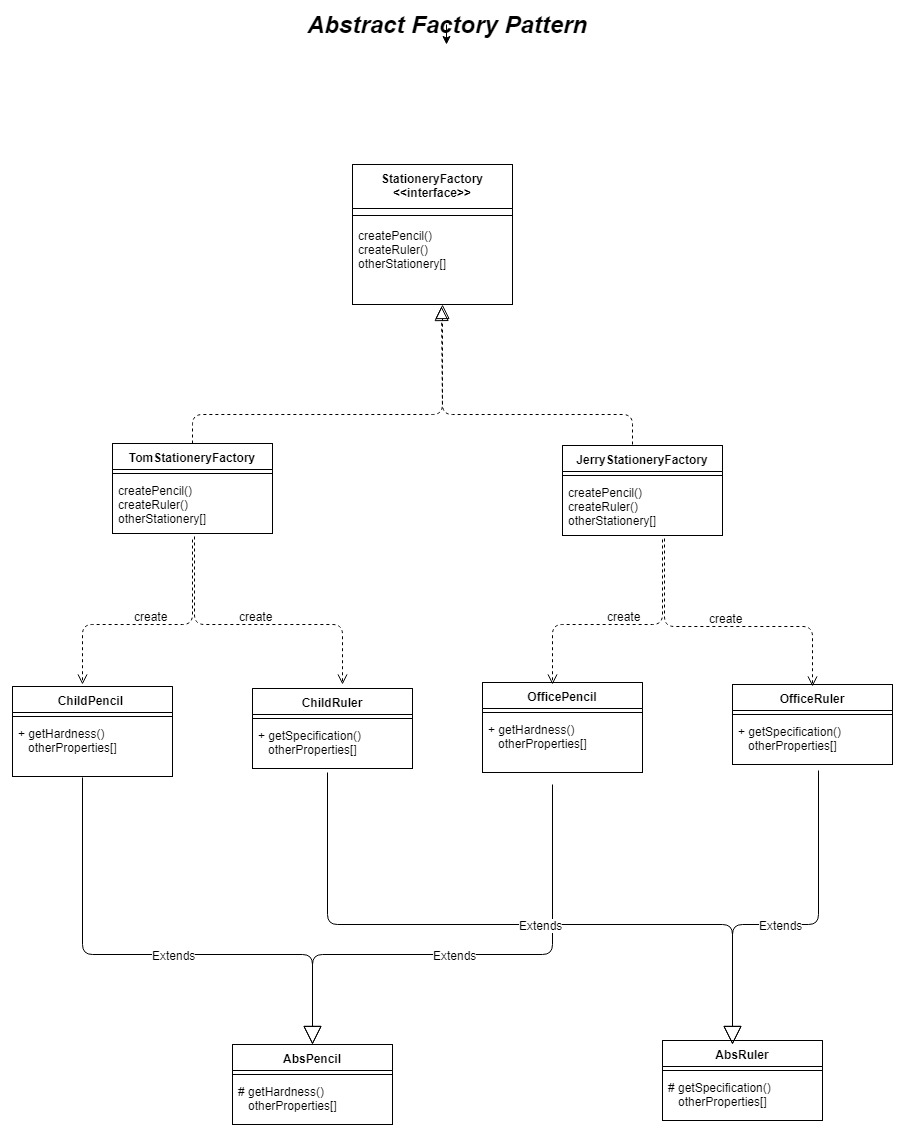 Abstract Factory Pattern
StationeryFactory
<<interface>>
createPencil()
createRuler()
otherStationery[]
TomStationeryFactory
createPencil()
createRuler()
otherStationery[]
JerryStationeryFactory
createPencil()
createRuler()
otherStationery[]
create
create
create
create
ChildPencil
+ getHardness()
otherProperties[]
ChildRuler
+ getSpecification()
otherProperties[]
OfficePencil
+ getHardness()
otherProperties[]
OfficeRuler
+ getSpecification()
otherProperties[]
Extends
Extends
Extends
Extends
AbsPencil
# getHardness()
otherProperties[]
AbsRuler
# getSpecification()
otherProperties[]